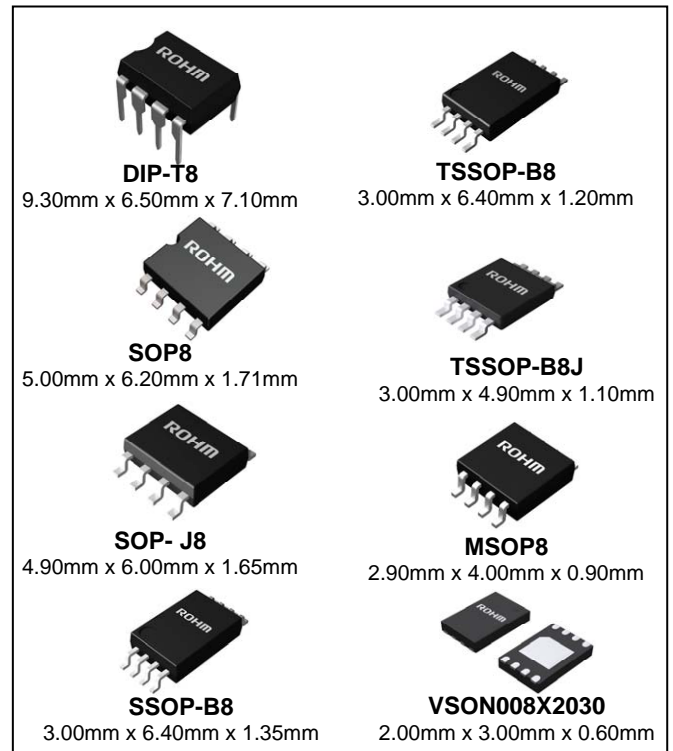 ROHM
DIP-T8
9.30mm x 6.50mm x 7.10mm
ROHM
TSSOP-B8
3.00mm x 6.40mm x 1.20mm
ROHM
SOP8
5.00mm x 6.20mm x 1.71mm
ROHM
TSSOP-B8J
3.00mm x 4.90mm x 1.10mm
ROHM
SOP- J8
4.90mm x 6.00mm x 1.65mm
ROHM
MSOP8
2.90mm x 4.00mm x 0.90mm
ROHM
SSOP-B8
3.00mm x 6.40mm x 1.35mm
ROHM
VSON008X2030
2.00mm x 3.00mm x 0.60mm